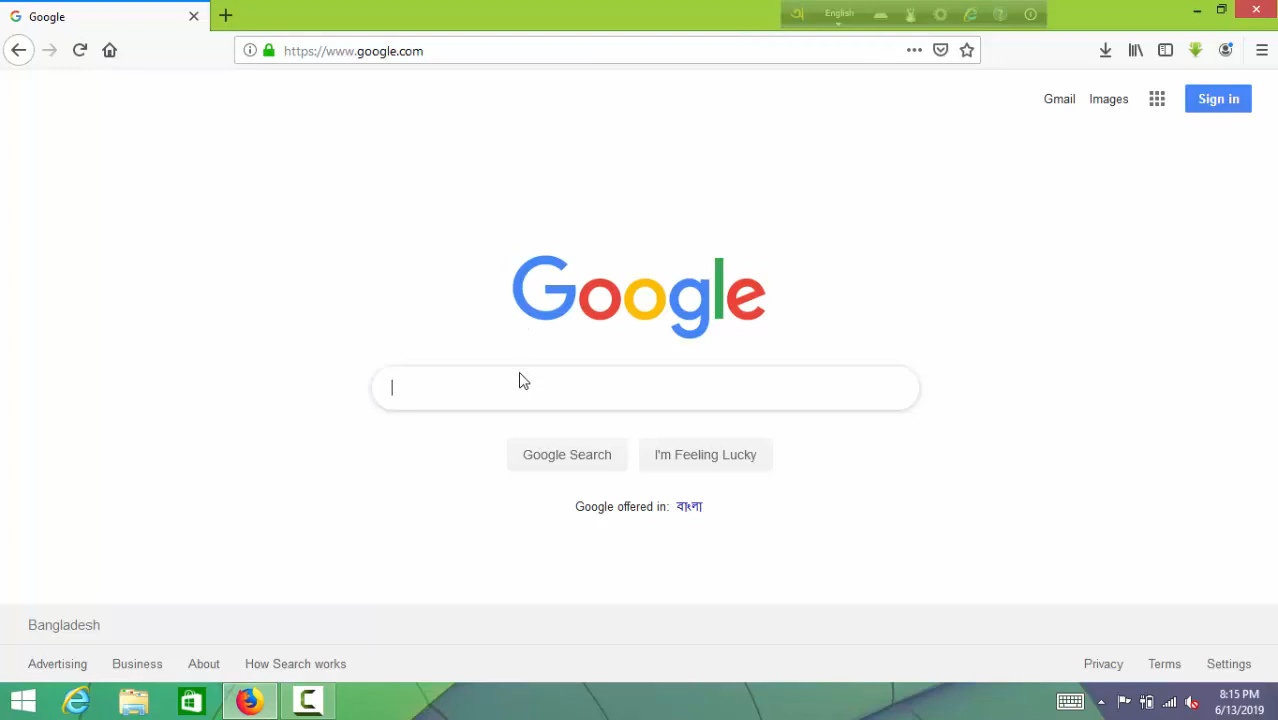 Google
English
https://www.google.com
Gmail Images Sign in
Google
Google Search I'm Feeling Lucky
Google offered in: বাংলা
Bangladesh
Advertising Business About How Search works
Privacy Terms Settings
8:15 PM
6/13/2019